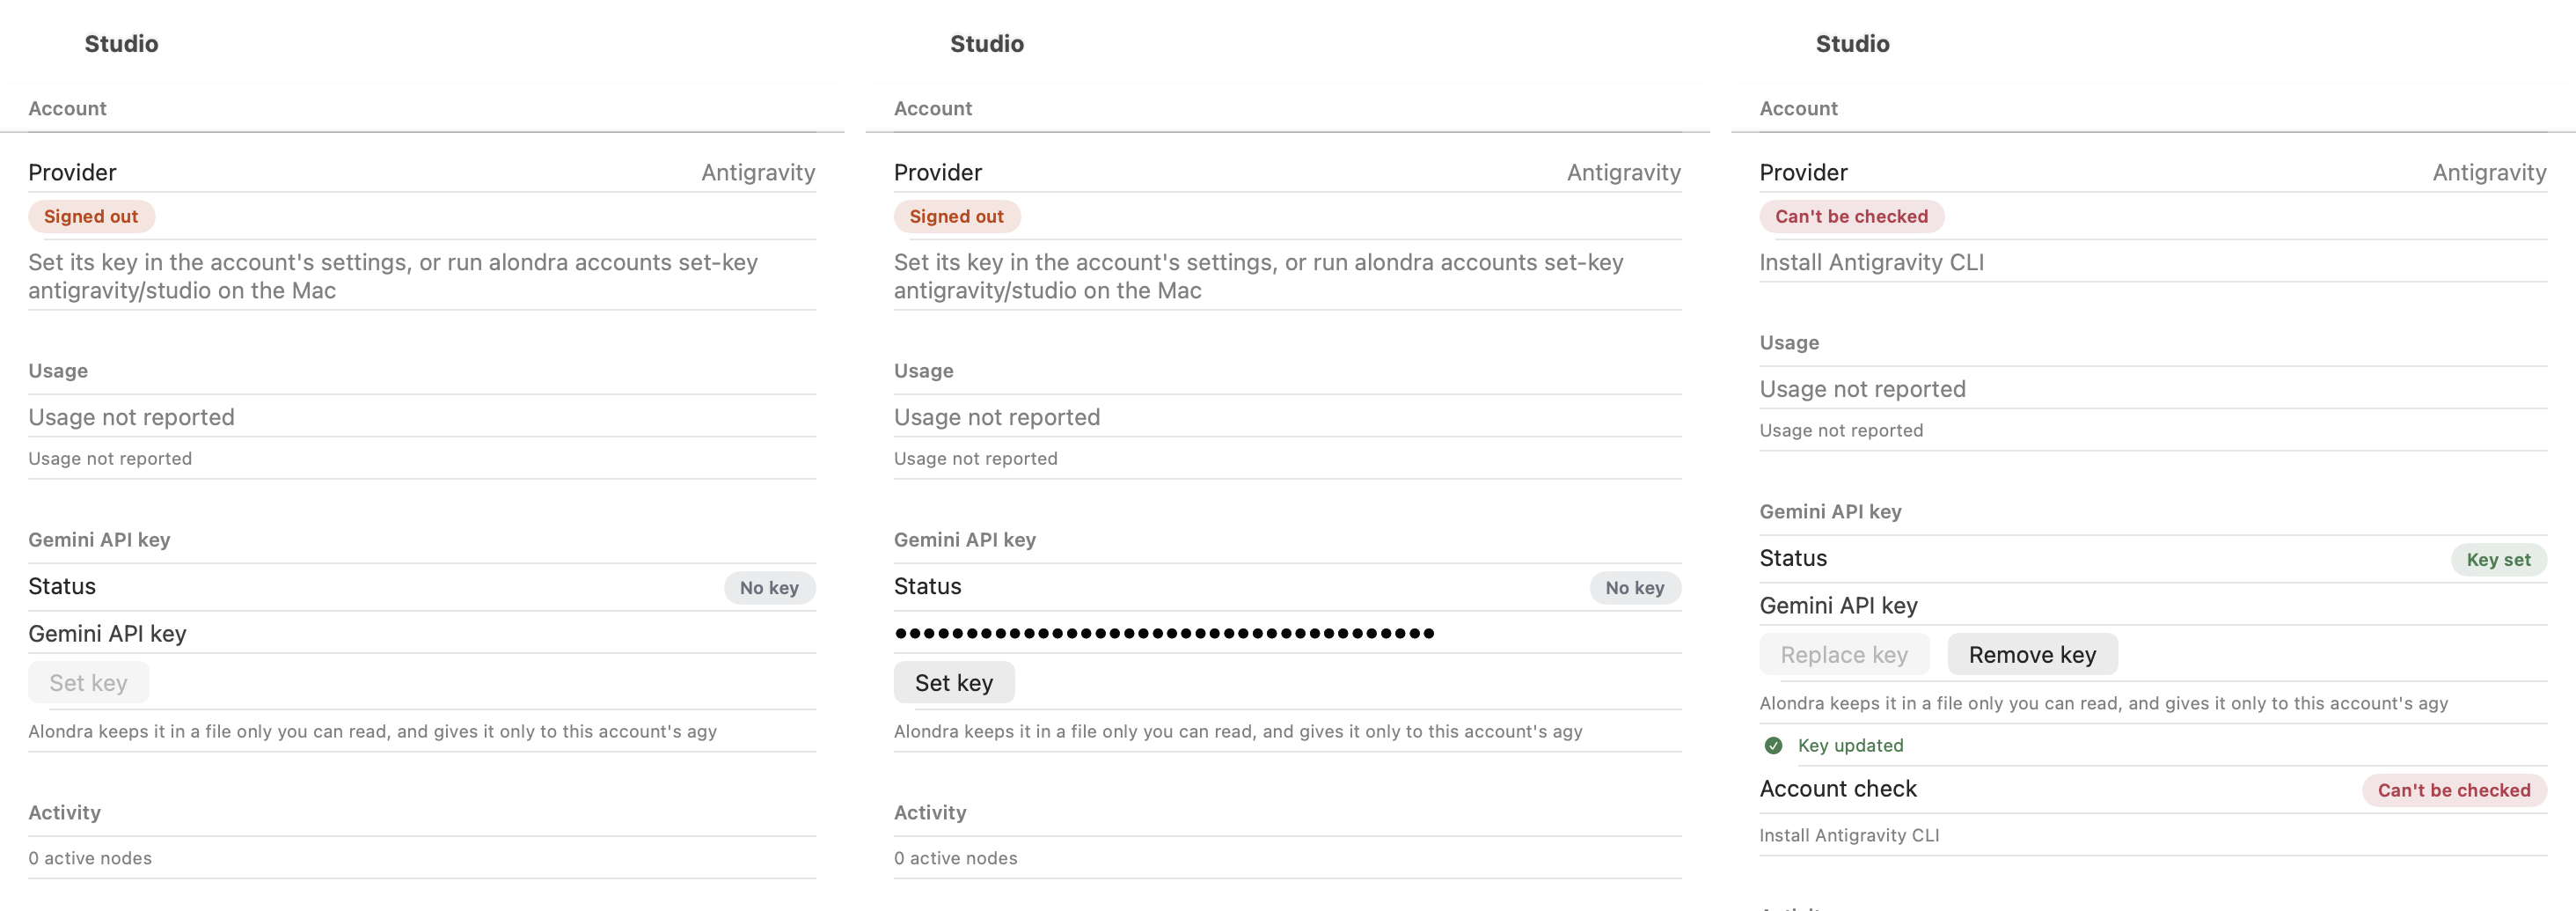 Studio
Account
Provider
Antigravity
Signed out
Set its key in the account's settings, or run alondra accounts set-key
antigravity/studio on the Mac
Usage
Usage not reported
Usage not reported
Gemini API key
Status
No key
Gemini API key
Set key
Alondra keeps it in a file only you can read, and gives it only to this account's agy
Activity
0 active nodes
Studio
Account
Provider
Antigravity
Signed out
Set its key in the account's settings, or run alondra accounts set-key
antigravity/studio on the Mac
Usage
Usage not reported
Usage not reported
Gemini API key
Status
No key
Set key
Alondra keeps it in a file only you can read, and gives it only to this account's agy
Activity
0 active nodes
Studio
Account
Provider
Antigravity
Can't be checked
Install Antigravity CLI
Usage
Usage not reported
Usage not reported
Gemini API key
Status
Key set
Gemini API key
Replace key
Remove key
Alondra keeps it in a file only you can read, and gives it only to this account's agy
Key updated
Account check
Can't be checked
Install Antigravity CLI